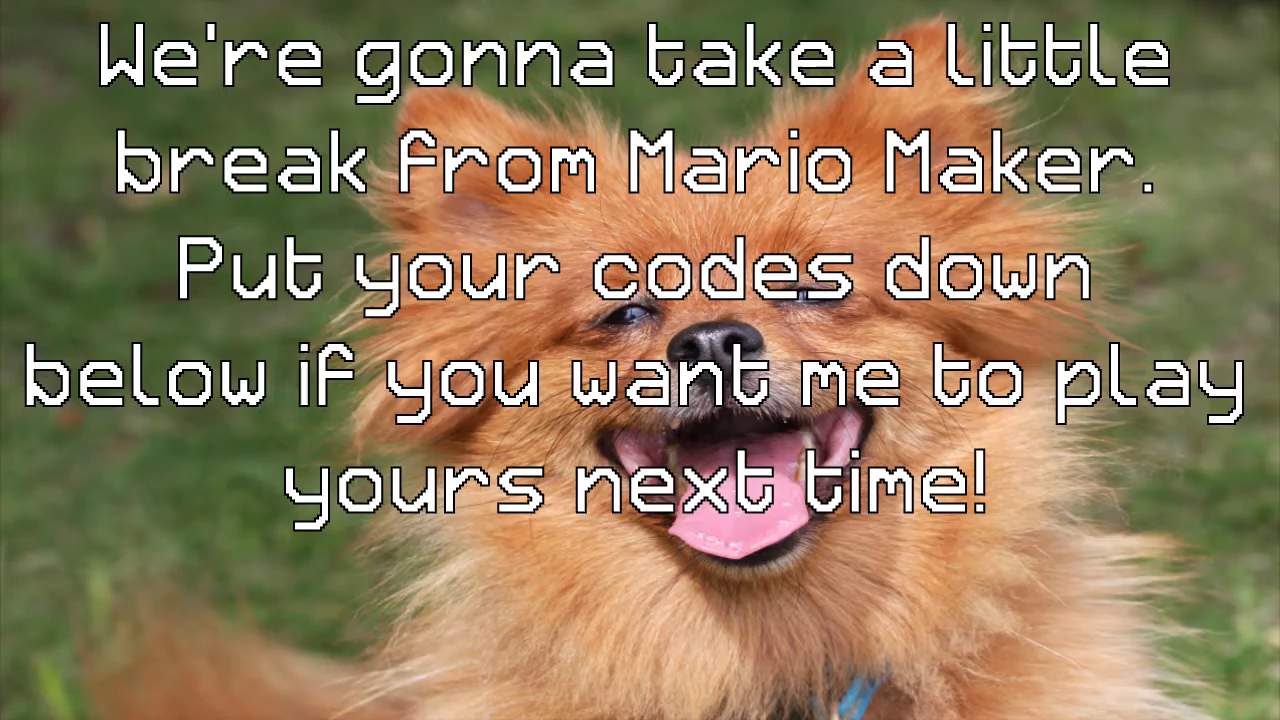 We're gonna take a little
break from Mario Maker.
Put your codes down
below if you want me to play
yours next time!